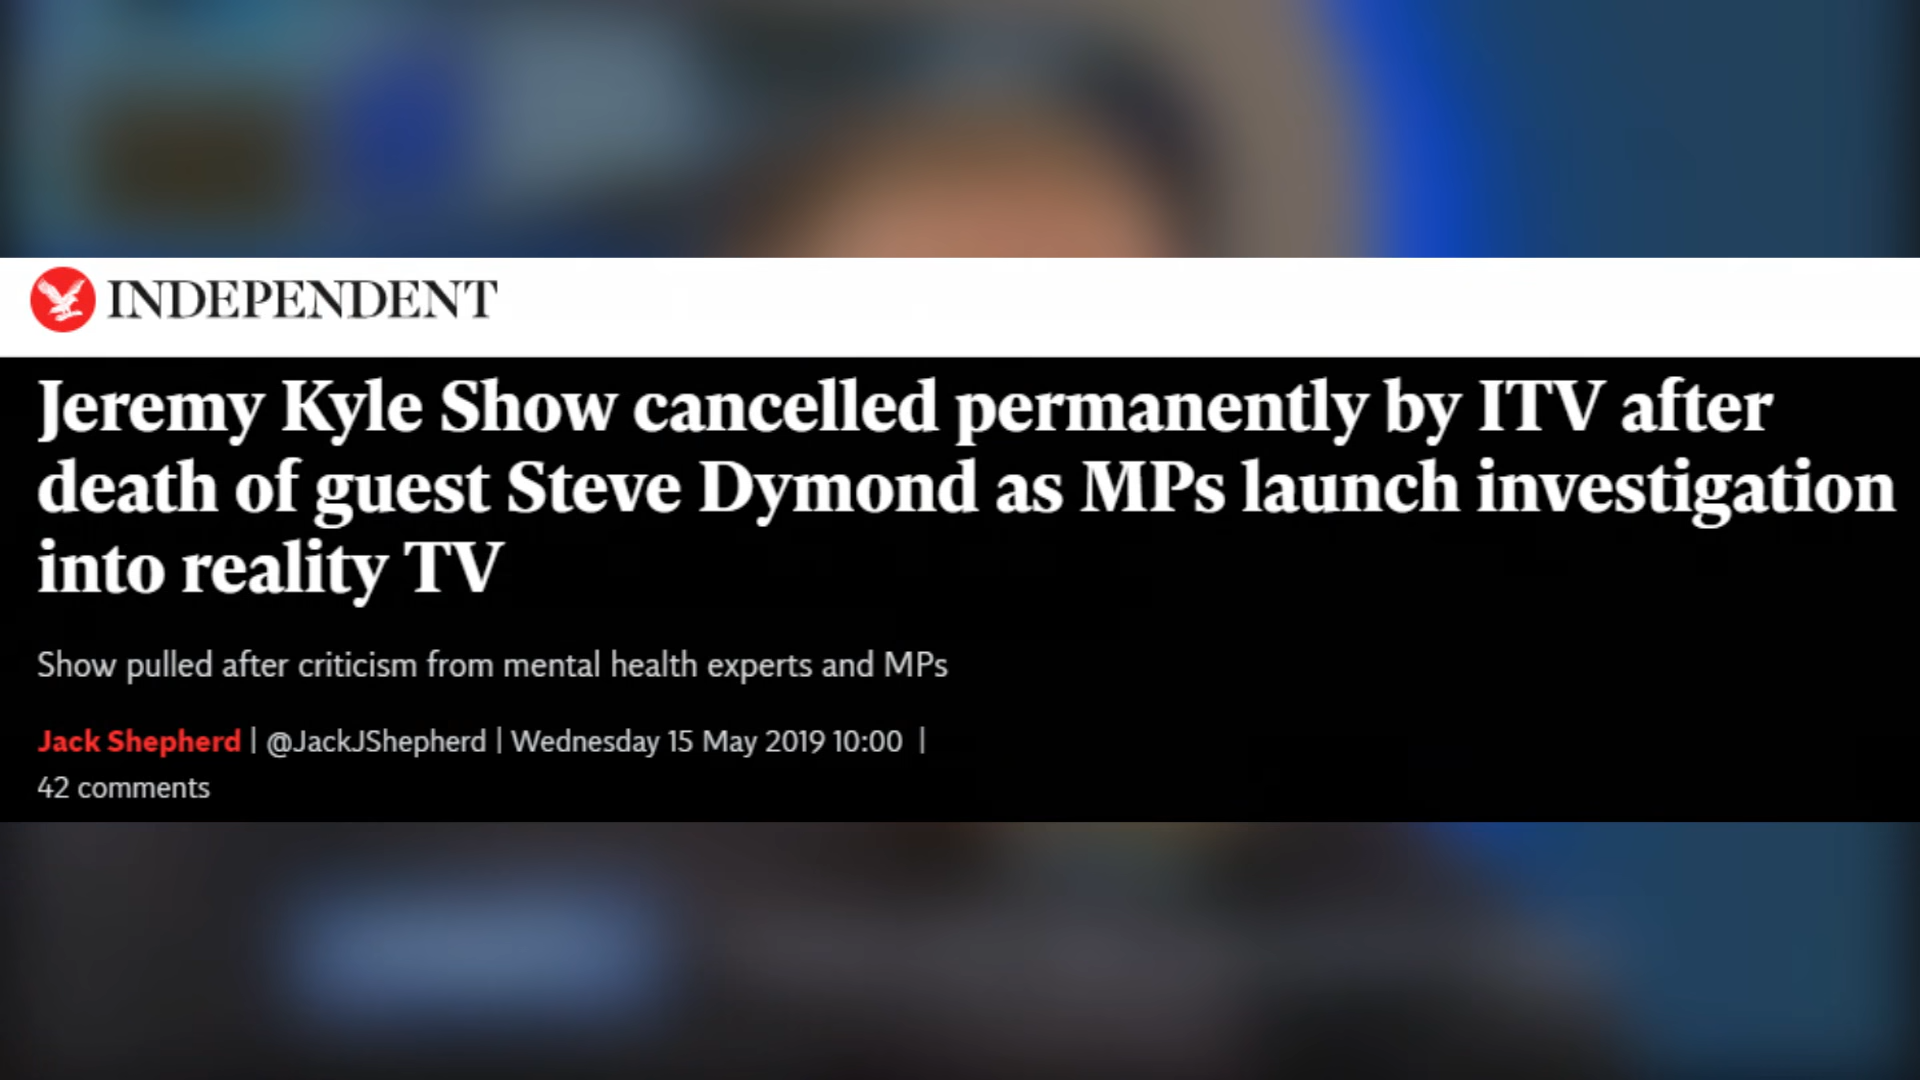 INDEPENDENT
Jeremy Kyle Show cancelled permanently by ITV after
death of guest Steve Dymond as MPs launch investigation
into reality TV
Show pulled after criticism from mental health experts and MPs
Jack Shepherd | @JackJShepherd | Wednesday 15 May 2019 10:00 |
42 comments